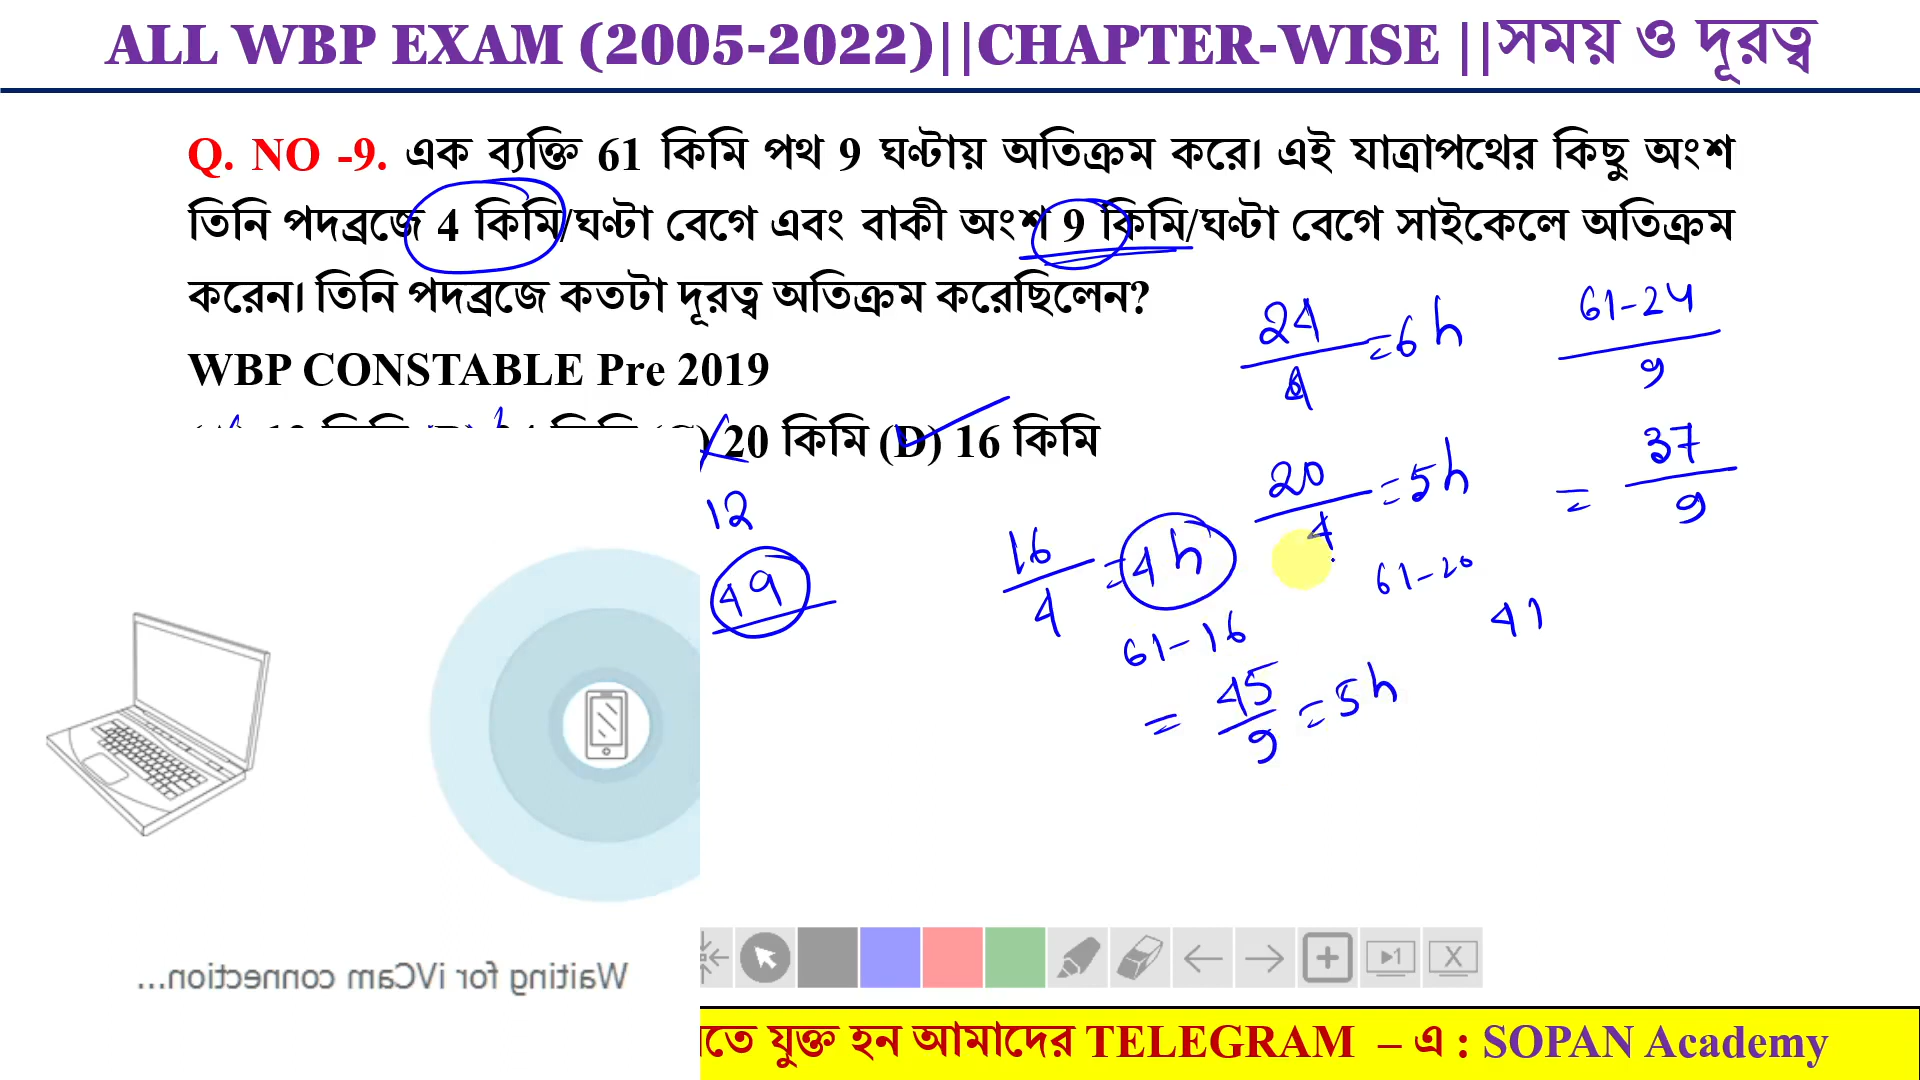 ALL WBP EXAM (2005-2022)||CHAPTER-WISE ||সময় ও দূরত্ব
Q. NO -9. এক ব্যক্তি 61 কিমি পথ 9 ঘণ্টায় অতিক্রম করে। এই যাত্রাপথের কিছু অংশ
তিনি পদব্রজে 4 কিমি/ঘণ্টা বেগে এবং বাকী অংশ 9 কিমি/ঘণ্টা বেগে সাইকেলে অতিক্রম
করেন। তিনি পদব্রজে কতটা দূরত্ব অতিক্রম করেছিলেন?
WBP CONSTABLE Pre 2019
20 কিমি (D) 16 কিমি
24/4 =6h
61-24
9
= 37/9
12
49
16/4 =4h
20/4 =5h
61-20
41
61-16
= 45/9 =5h
Waiting for iVCam connection...
যুক্ত হন আমাদের TELEGRAM – এ : SOPAN Academy